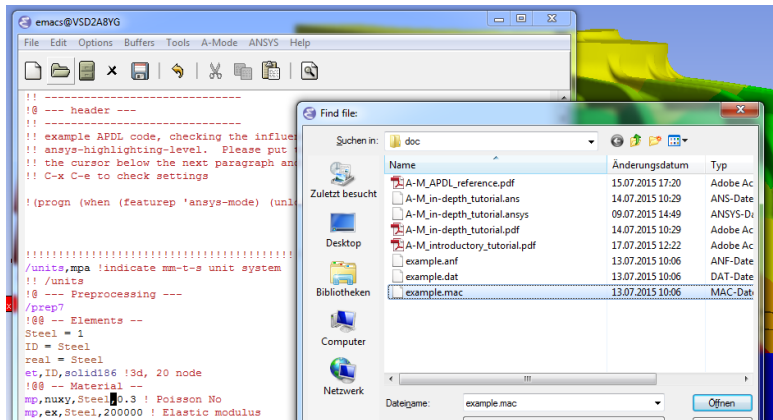 emacs@VSD2A8YG
File Edit Options Buffers Tools A-Mode ANSYS Help
!! ------------------------------
!@ --- header ---
!! ------------------------------
!! example APDL code, checking the influen
!! ansys-highlighting-level.  Please put t
!! the cursor below the next paragraph and
!! C-x C-e to check settings
!(progn (when (featurep 'ansys-mode) (unlo
/units,mpa !indicate mm-t-s unit system
!! /units
!@ --- Preprocessing ---
/prep7
!@@ -- Elements --
Steel = 1
ID = Steel
real = Steel
et,ID,solid186 !3d, 20 node
!@@ -- Material --
mp,nuxy,Steel,0.3 ! Poisson No
mp,ex,Steel,200000 ! Elastic modulus
Find file:
Suchen in: doc
Zuletzt besucht
Desktop
Bibliotheken
Computer
Netzwerk
Name Änderungsdatum Typ
A-M_APDL_reference.pdf 15.07.2015 17:20 Adobe Ac
A-M_in-depth_tutorial.ans 14.07.2015 10:29 ANS-Date
A-M_in-depth_tutorial.ansys 09.07.2015 14:49 ANSYS-Da
A-M_in-depth_tutorial.pdf 14.07.2015 10:29 Adobe Ac
A-M_introductory_tutorial.pdf 17.07.2015 12:22 Adobe Ac
example.anf 13.07.2015 10:06 ANF-Date
example.dat 13.07.2015 10:06 DAT-Date
example.mac 13.07.2015 10:06 MAC-Date
Dateiname: example.mac Öffnen